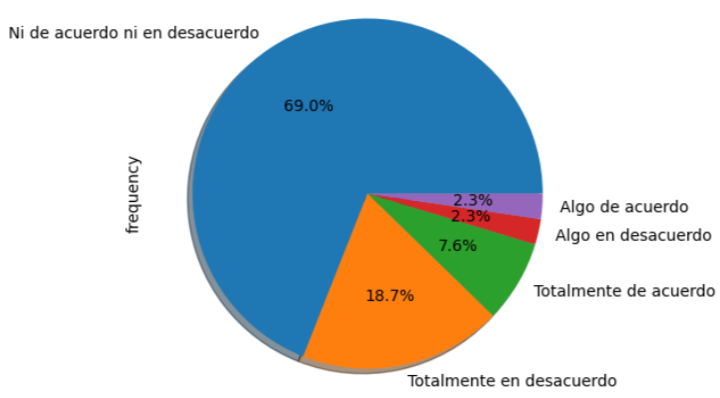 Ni de acuerdo ni en desacuerdo
69.0%
frequency
2.3%
Algo de acuerdo
2.3%
Algo en desacuerdo
7.6%
Totalmente de acuerdo
18.7%
Totalmente en desacuerdo